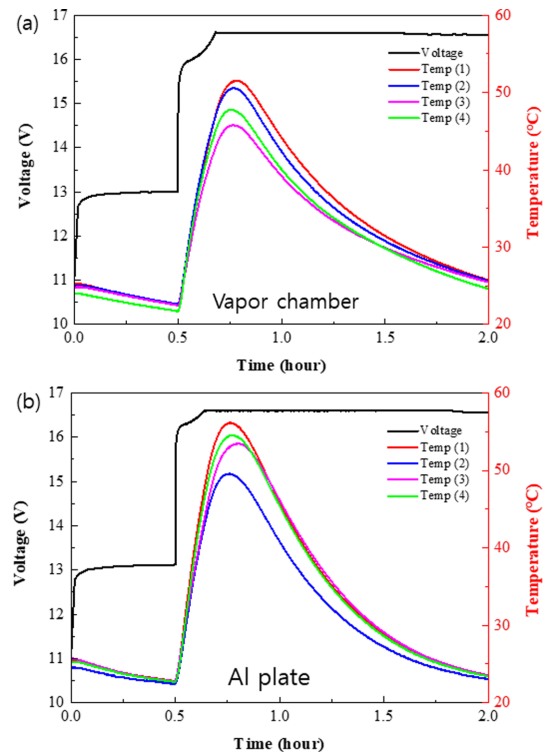 (a)
17
16
15
14
13
12
11
10
60
50
40
30
20
Voltage
Temp (1)
Temp (2)
Temp (3)
Temp (4)
Voltage (V)
Temperature (°C)
Vapor chamber
0.0 0.5 1.0 1.5 2.0
Time (hour)
(b)
17
16
15
14
13
12
11
10
60
50
40
30
20
Voltage
Temp (1)
Temp (2)
Temp (3)
Temp (4)
Voltage (V)
Temperature (°C)
Al plate
0.0 0.5 1.0 1.5 2.0
Time (hour)